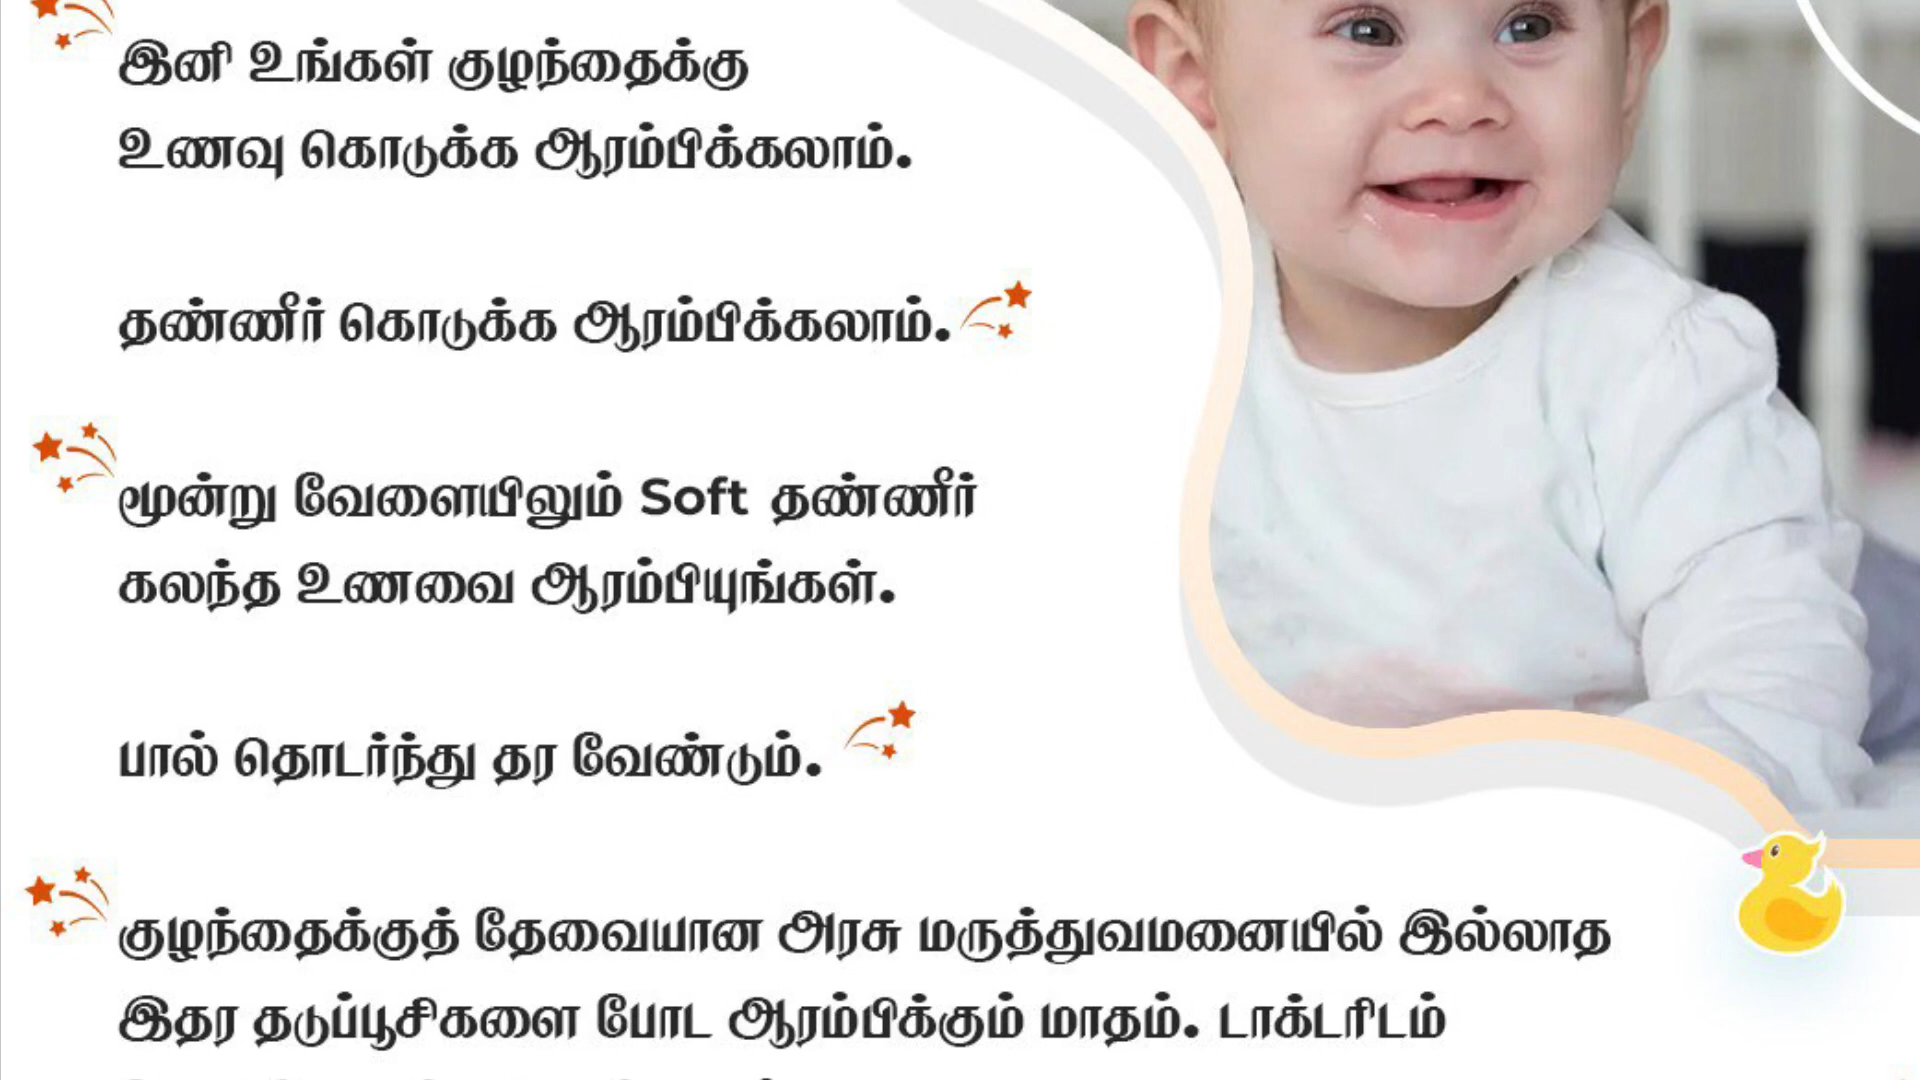 இனி உங்கள் குழந்தைக்கு
உணவு கொடுக்க ஆரம்பிக்கலாம்.
தண்ணீர் கொடுக்க ஆரம்பிக்கலாம்.
மூன்று வேளையிலும் Soft தண்ணீர்
கலந்த உணவை ஆரம்பியுங்கள்.
பால் தொடர்ந்து தர வேண்டும்.
குழந்தைக்குத் தேவையான அரசு மருத்துவமனையில் இல்லாத
இதர தடுப்பூசிகளை போட ஆரம்பிக்கும் மாதம். டாக்டரிடம்